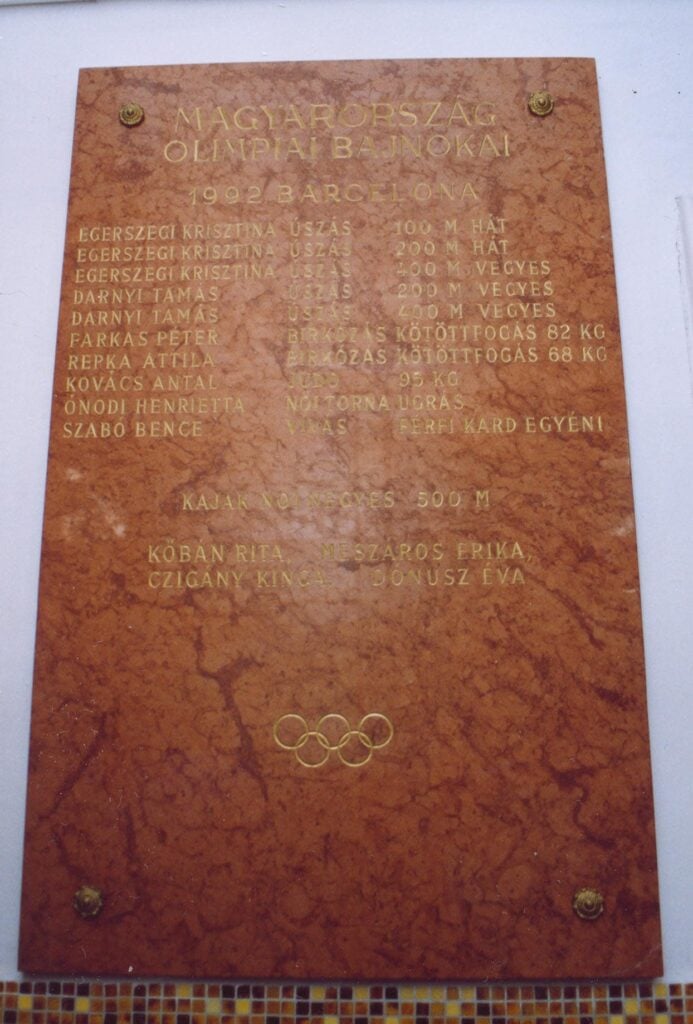 MAGYARORSZÁG
OLIMPIAI BAJNOKAI
1992 BARCELONA
EGERSZEGI KRISZTINA ÚSZÁS 100 M HÁT
EGERSZEGI KRISZTINA ÚSZÁS 200 M HÁT
EGERSZEGI KRISZTINA ÚSZÁS 400 M VEGYES
DARNYI TAMÁS ÚSZÁS 200 M VEGYES
DARNYI TAMÁS ÚSZÁS 400 M VEGYES
FARKAS PÉTER BIRKÓZÁS KÖTÖTTFOGÁS 82 KG
REPKA ATTILA BIRKÓZÁS KÖTÖTTFOGÁS 68 KG
KOVÁCS ANTAL JUDO 95 KG
ÓNODI HENRIETTA NŐI TORNA UGRÁS
SZABÓ BENCE VÍVÁS FÉRFI KARD EGYÉNI
KAJAK NŐI NÉGYES 500 M
KŐBÁN RITA, MÉSZÁROS ERIKA,
CZIGÁNY KINGA, DÓNUSZ ÉVA